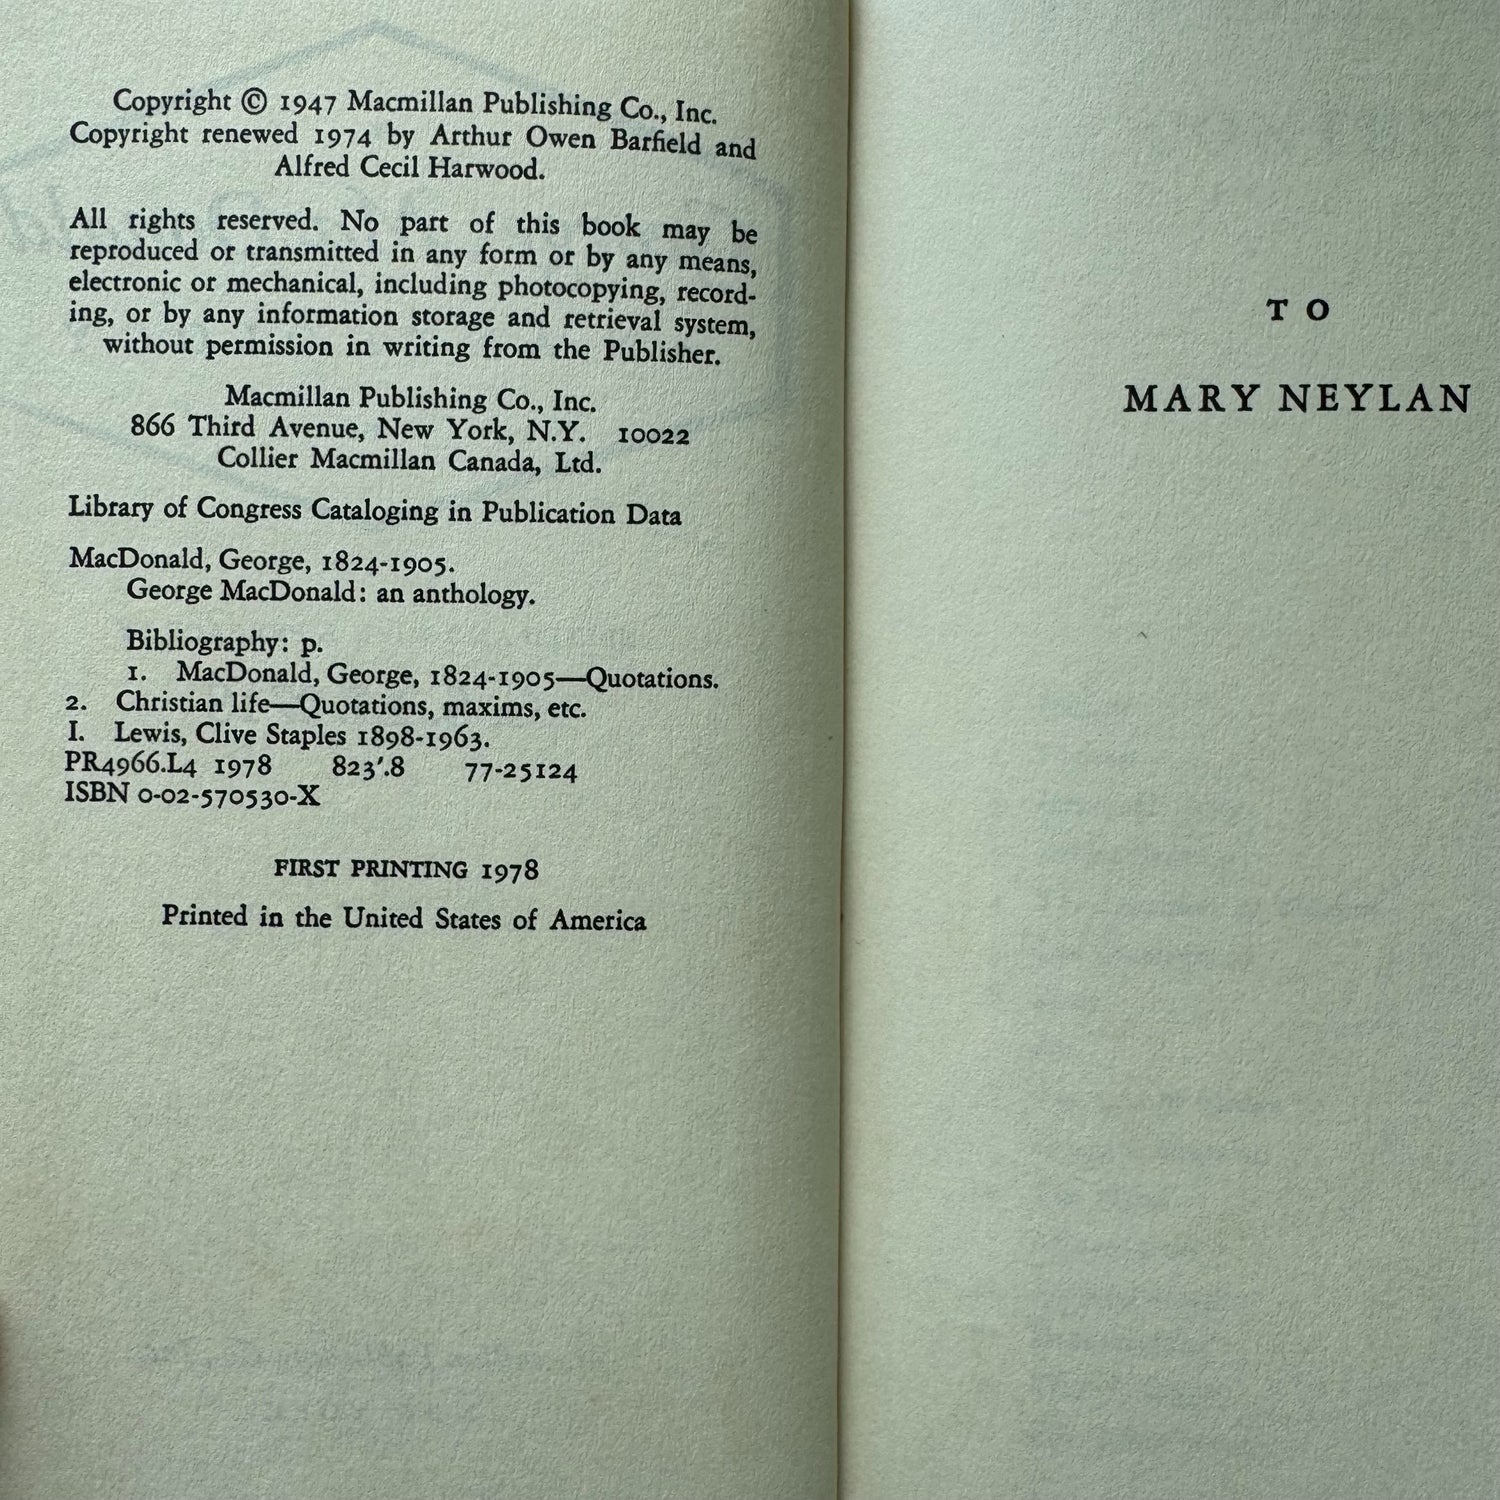 Copyright © 1947 Macmillan Publishing Co., Inc.
Copyright renewed 1974 by Arthur Owen Barfield and
Alfred Cecil Harwood.
All rights reserved. No part of this book may be
reproduced or transmitted in any form or by any means,
electronic or mechanical, including photocopying, record-
ing, or by any information storage and retrieval system,
without permission in writing from the Publisher.
Macmillan Publishing Co., Inc.
866 Third Avenue, New York, N.Y. 10022
Collier Macmillan Canada, Ltd.
Library of Congress Cataloging in Publication Data
MacDonald, George, 1824-1905.
George MacDonald: an anthology.
Bibliography: p.
1. MacDonald, George, 1824-1905—Quotations.
2. Christian life—Quotations, maxims, etc.
I. Lewis, Clive Staples 1898-1963.
PR4966.L4 1978 823'.8 77-25124
ISBN 0-02-570530-X
FIRST PRINTING 1978
Printed in the United States of America
TO
MARY NEYLAN